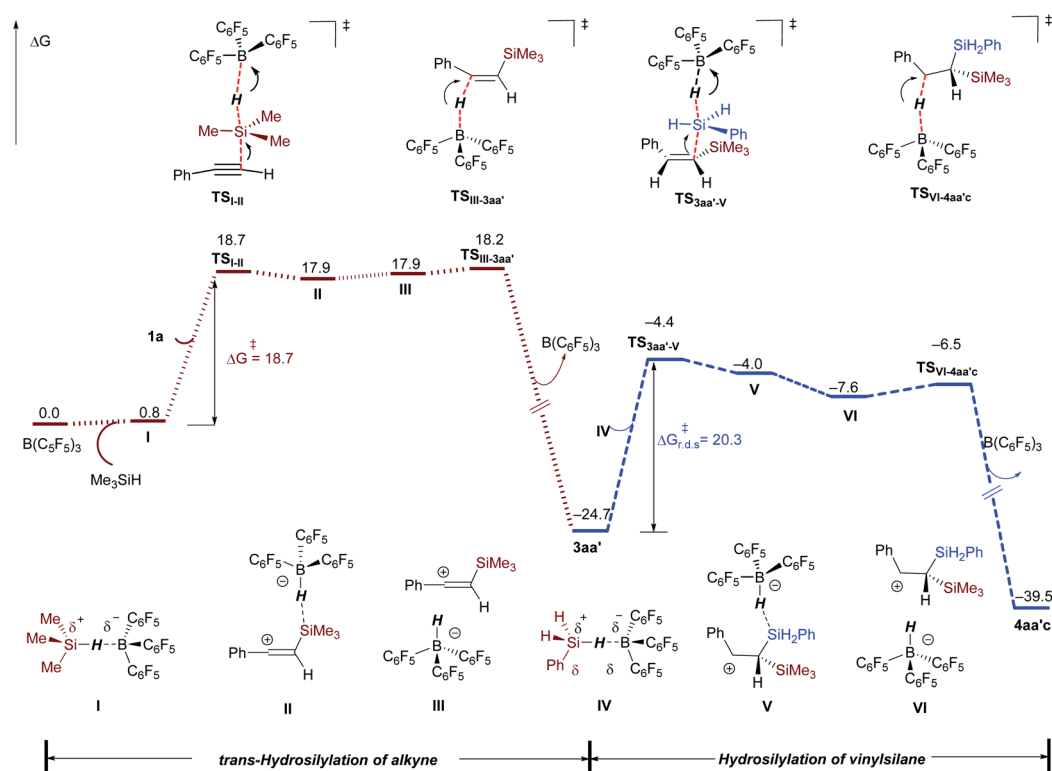 ΔG
‡
‡
‡
‡
C6F5
C6F5
C6F5
B
H
Me
Si
Me
Me
Ph
H
TSI-II
SiMe3
Ph
H
H
B
C6F5
C6F5
C6F5
TSIII-3aa'
C6F5
C6F5
C6F5
B
H
H
H
Si
Ph
Ph
SiMe3
H
H
TS3aa'-V
SiH2Ph
Ph
SiMe3
H
H
B
C6F5
C6F5
C6F5
TSVI-4aa'c
18.7
TSI-II
17.9
II
17.9
III
18.2
TSIII-3aa'
1a
ΔG‡ = 18.7
0.0
B(C5F5)3
0.8
I
Me3SiH
B(C6F5)3
–4.4
TS3aa'-V
–4.0
V
–7.6
VI
–6.5
TSVI-4aa'c
IV
ΔG‡r.d.s = 20.3
B(C6F5)3
–24.7
3aa'
–39.5
4aa'c
Me
Me
Me
Si
δ+
H
δ−
B
C6F5
C6F5
C6F5
I
C6F5
C6F5
C6F5
B
⊖
H
SiMe3
⊕
Ph
H
II
SiMe3
⊕
Ph
H
H
B
⊖
C6F5
C6F5
C6F5
III
H
H
Si
δ+
Ph
δ
H
δ−
δ
B
C6F5
C6F5
C6F5
IV
C6F5
C6F5
C6F5
B
⊖
H
SiH2Ph
Ph
⊕
SiMe3
H
V
Ph
SiH2Ph
⊕
SiMe3
H
H
B
⊖
C6F5
C6F5
C6F5
VI
trans-Hydrosilylation of alkyne
Hydrosilylation of vinylsilane